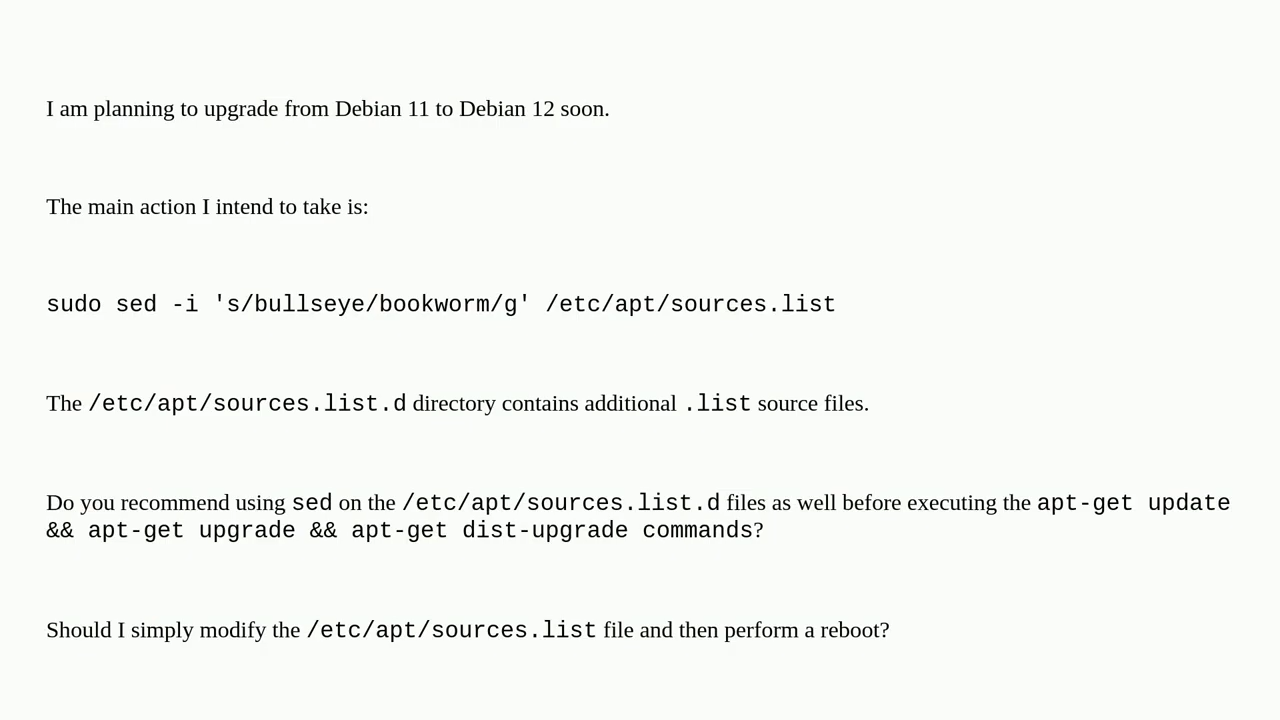 I am planning to upgrade from Debian 11 to Debian 12 soon.
The main action I intend to take is:
sudo sed -i 's/bullseye/bookworm/g' /etc/apt/sources.list
The /etc/apt/sources.list.d directory contains additional .list source files.
Do you recommend using sed on the /etc/apt/sources.list.d files as well before executing the apt-get update
&& apt-get upgrade && apt-get dist-upgrade commands?
Should I simply modify the /etc/apt/sources.list file and then perform a reboot?